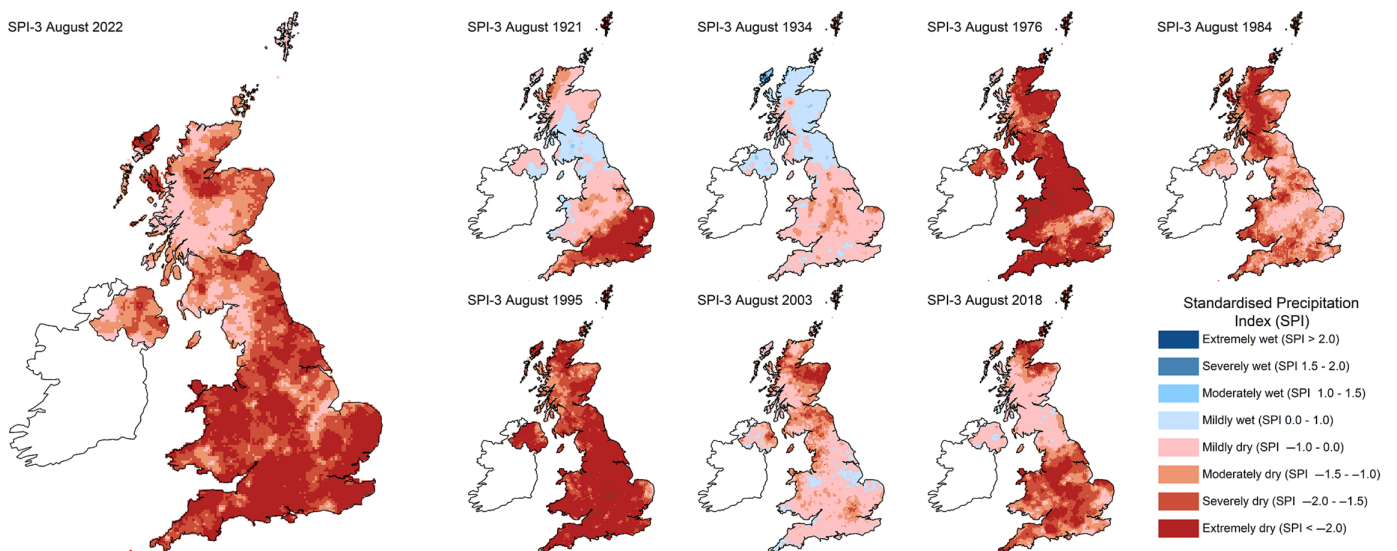 SPI-3 August 2022
SPI-3 August 1921
SPI-3 August 1934
SPI-3 August 1976
SPI-3 August 1984
SPI-3 August 1995
SPI-3 August 2003
SPI-3 August 2018
Standardised Precipitation
Index (SPI)
Extremely wet (SPI > 2.0)
Severely wet (SPI 1.5 - 2.0)
Moderately wet (SPI 1.0 - 1.5)
Mildly wet (SPI 0.0 - 1.0)
Mildly dry (SPI –1.0 - 0.0)
Moderately dry (SPI –1.5 - –1.0)
Severely dry (SPI –2.0 - –1.5)
Extremely dry (SPI < –2.0)